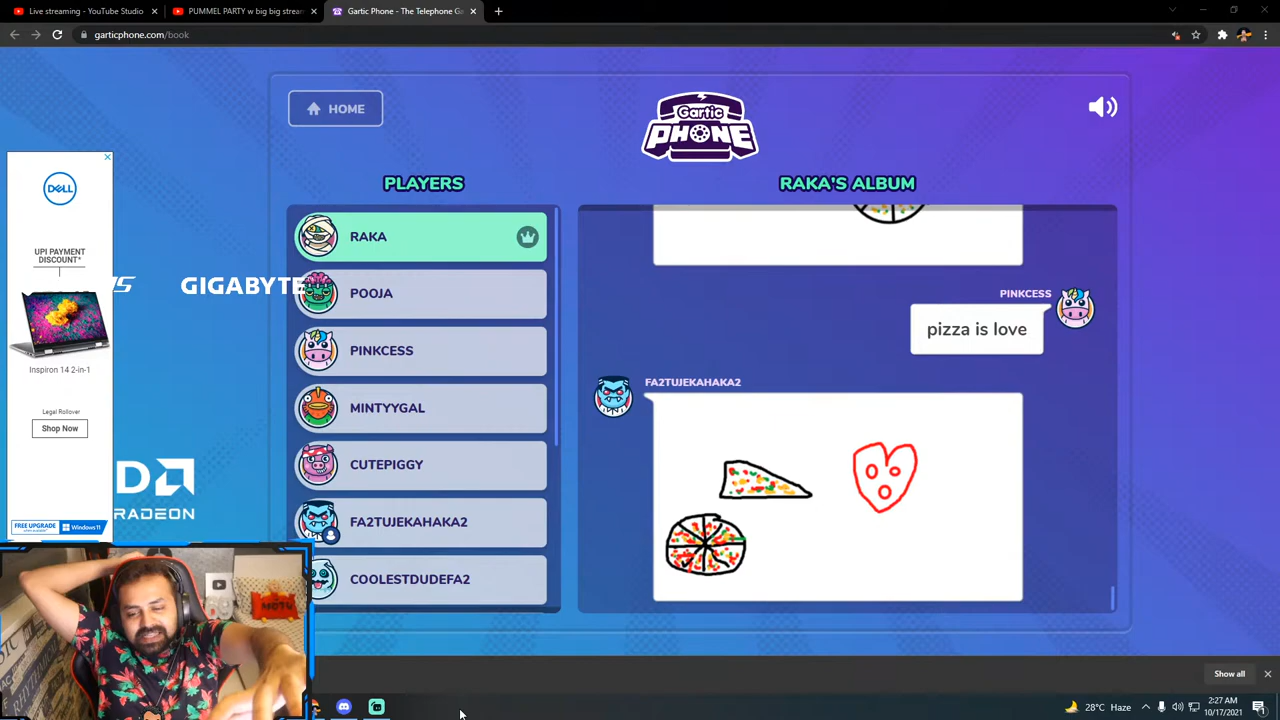 Live streaming - YouTube Studio
PUMMEL PARTY w big big stream
Gartic Phone - The Telephone Ga
garticphone.com/book
HOME
Gartic
PHONE
PLAYERS
RAKA'S ALBUM
RAKA
POOJA
PINKCESS
MINTYYGAL
CUTEPIGGY
FA2TUJEKAHAKA2
COOLESTDUDEFA2
PINKCESS
pizza is love
FA2TUJEKAHAKA2
DELL
UPI PAYMENT
DISCOUNT*
GIGABYTE
Inspiron 14 2-in-1
Legal Rollover
Shop Now
RADEON
FREE UPGRADE
Windows 11
Show all
28°C Haze
2:27 AM
10/17/2021